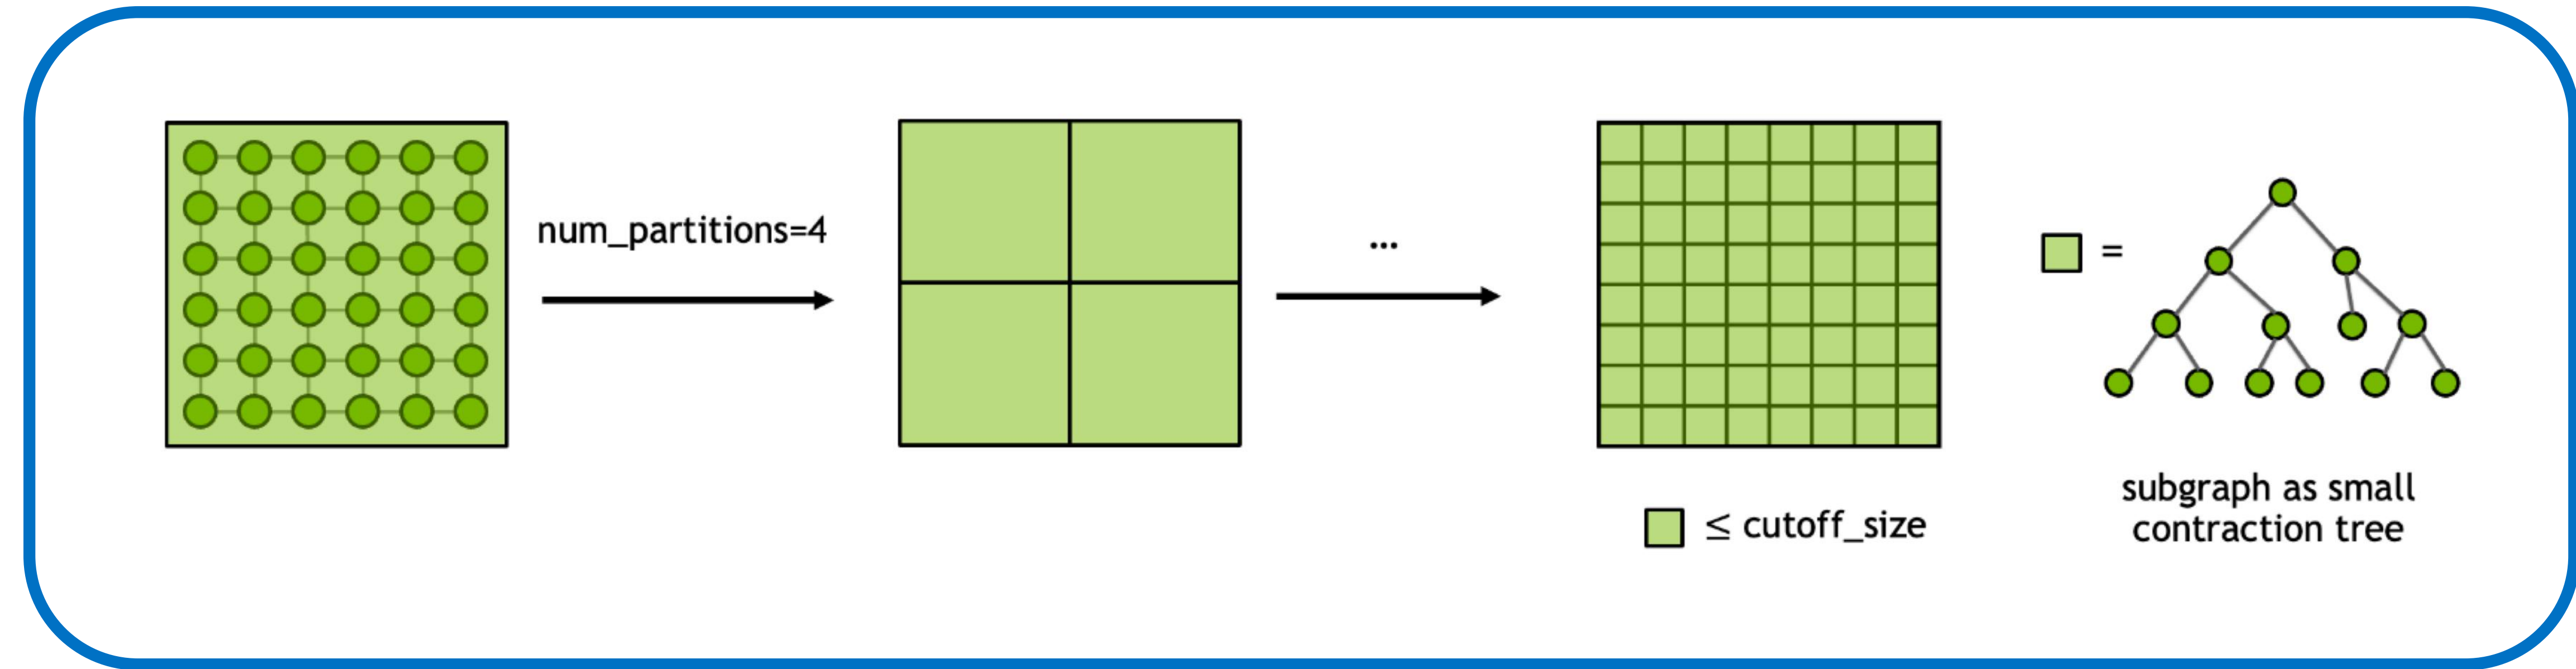 num_partitions=4
...
≤ cutoff_size
=
subgraph as small
contraction tree